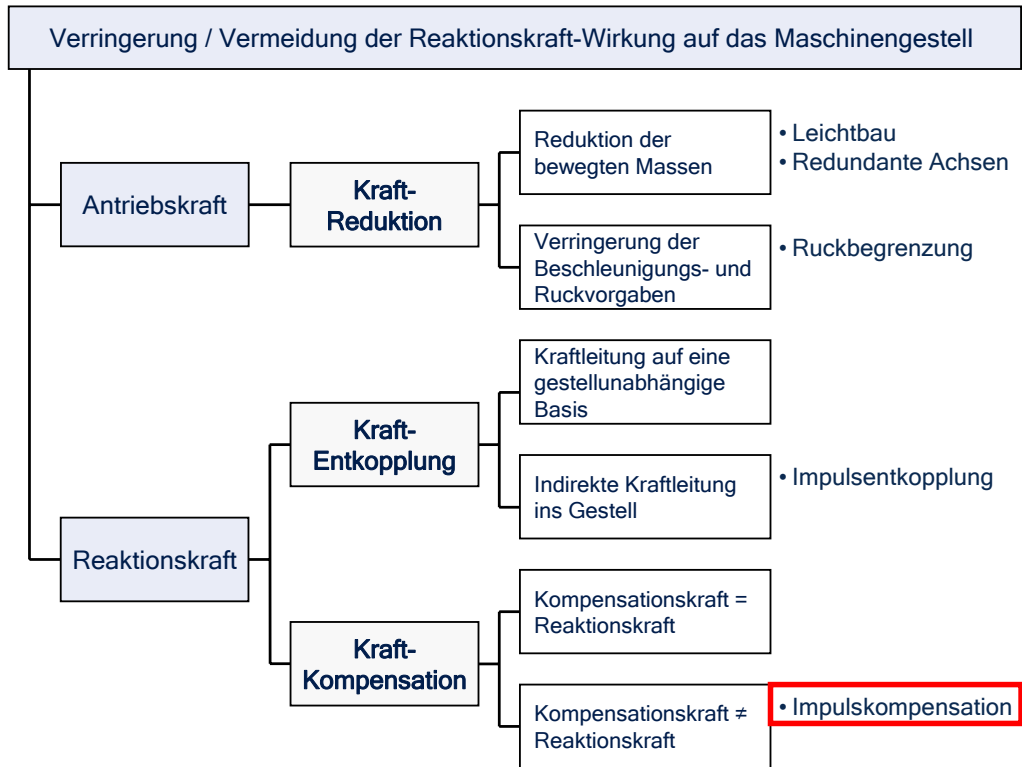 Verringerung / Vermeidung der Reaktionskraft-Wirkung auf das Maschinengestell
Antriebskraft
Kraft-
Reduktion
Reduktion der
bewegten Massen
• Leichtbau
• Redundante Achsen
Verringerung der
Beschleunigungs- und
Ruckvorgaben
• Ruckbegrenzung
Reaktionskraft
Kraft-
Entkopplung
Kraftleitung auf eine
gestellunabhängige
Basis
Indirekte Kraftleitung
ins Gestell
• Impulsentkopplung
Kraft-
Kompensation
Kompensationskraft =
Reaktionskraft
Kompensationskraft ≠
Reaktionskraft
• Impulskompensation